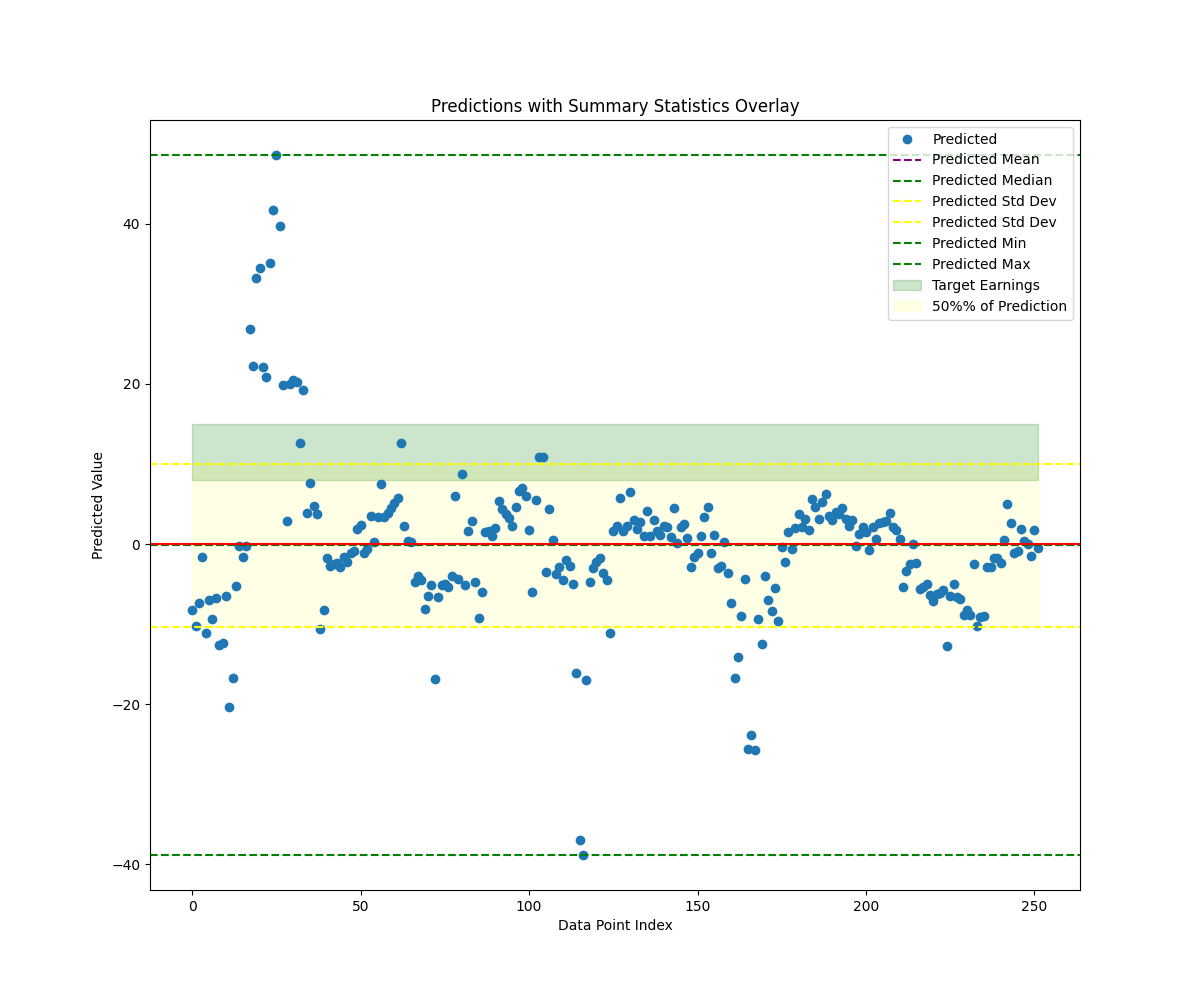 Predictions with Summary Statistics Overlay
Predicted
Predicted Mean
Predicted Median
Predicted Std Dev
Predicted Std Dev
Predicted Min
Predicted Max
Target Earnings
50%% of Prediction
Predicted Value
40
20
0
−20
−40
0 50 100 150 200 250
Data Point Index